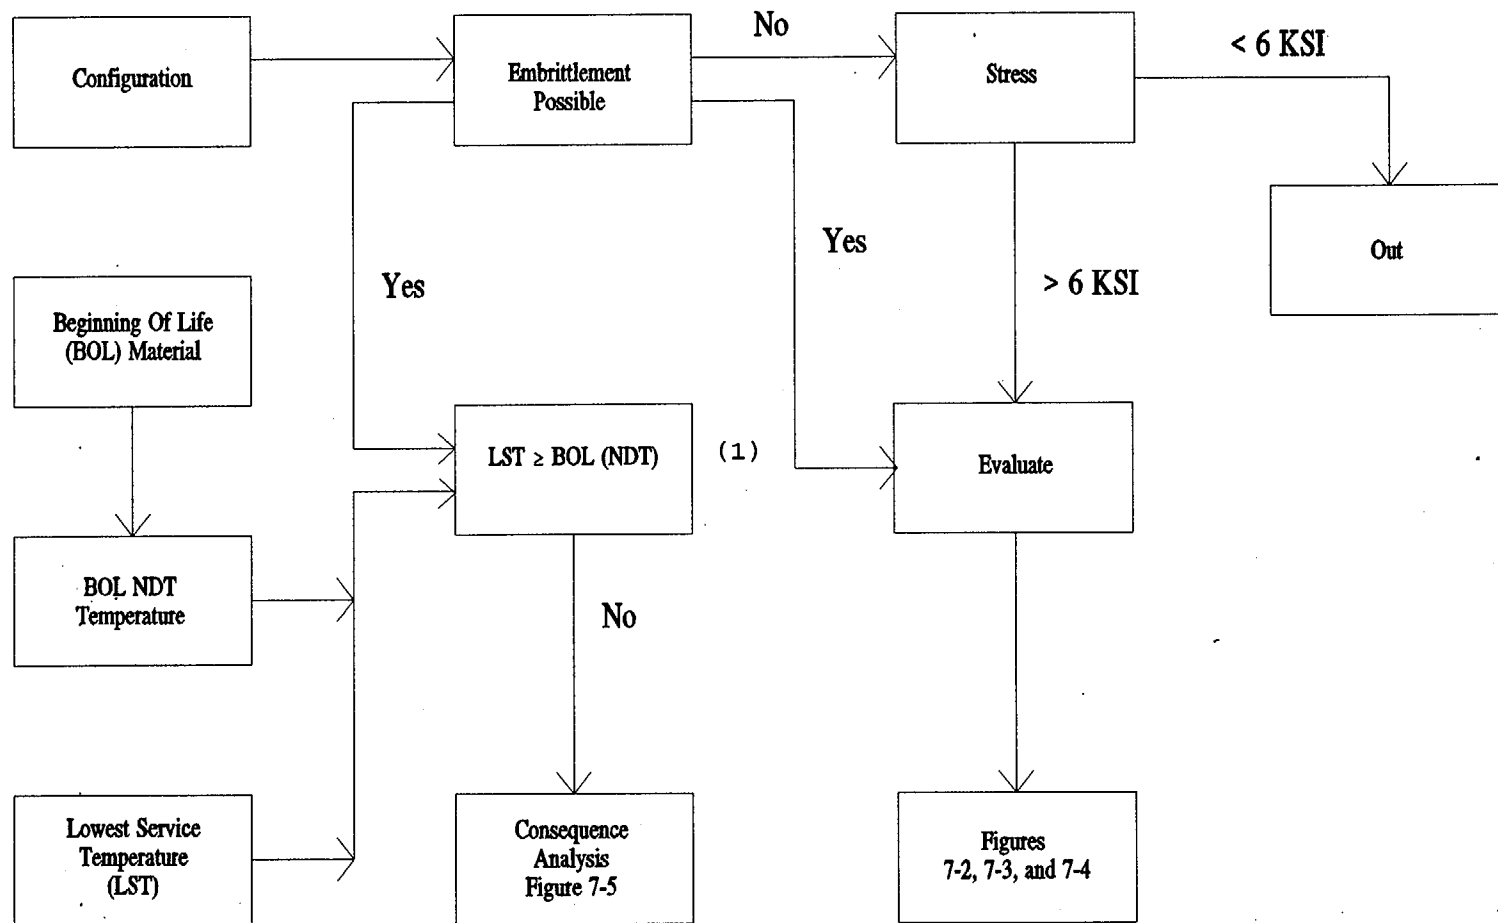 Configuration
Embrittlement
Possible
No
Stress
< 6 KSI
Out
Yes
Yes
> 6 KSI
Beginning Of Life
(BOL) Material
LST ≥ BOL (NDT)
(1)
Evaluate
BOL NDT
Temperature
No
Lowest Service
Temperature
(LST)
Consequence
Analysis
Figure 7-5
Figures
7-2, 7-3, and 7-4